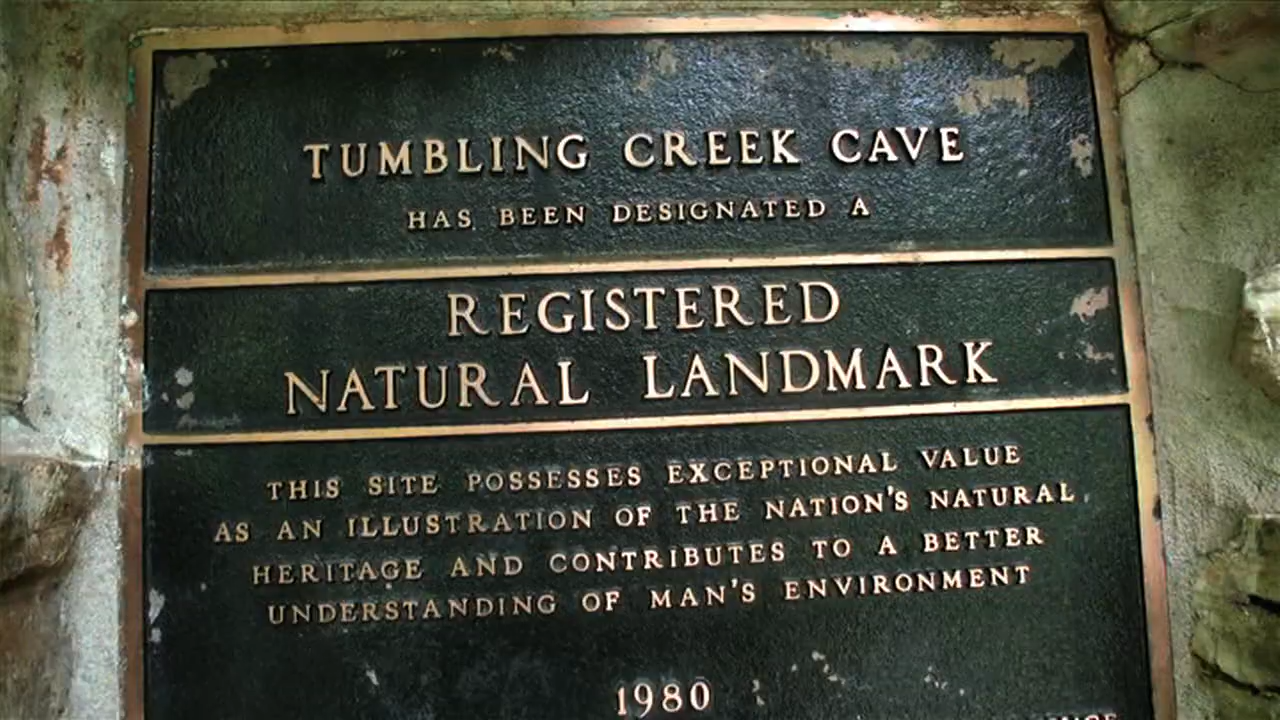 TUMBLING CREEK CAVE
HAS BEEN DESIGNATED A
REGISTERED
NATURAL LANDMARK
THIS SITE POSSESSES EXCEPTIONAL VALUE
AS AN ILLUSTRATION OF THE NATION'S NATURAL
HERITAGE AND CONTRIBUTES TO A BETTER
UNDERSTANDING OF MAN'S ENVIRONMENT
1980